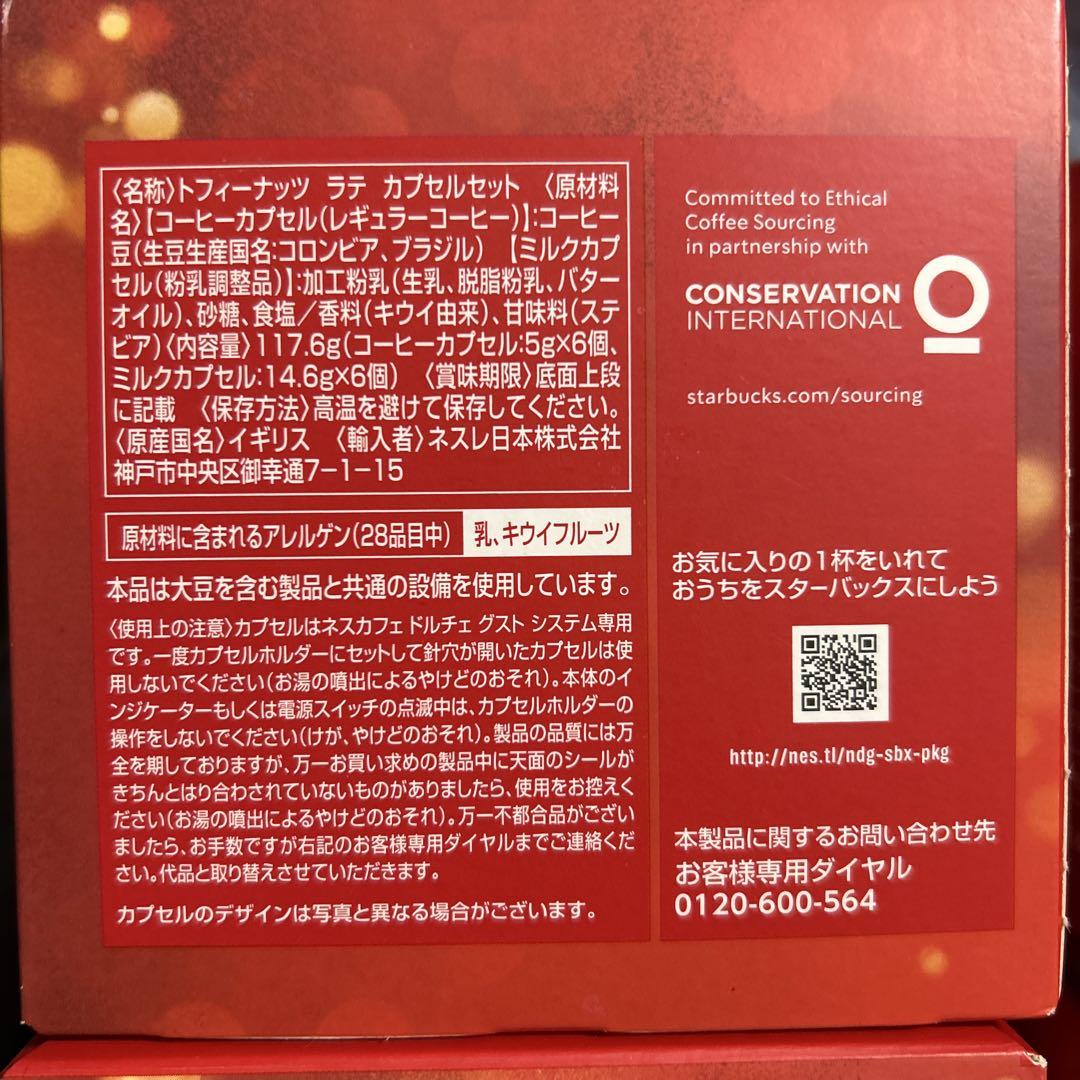 〈名称〉トフィーナッツ ラテ カプセルセット 〈原材料
名〉【コーヒーカプセル(レギュラーコーヒー)】:コーヒー
豆(生豆生産国名:コロンビア、ブラジル) 【ミルクカプ
セル(粉乳調整品)】:加工粉乳(生乳、脱脂粉乳、バター
オイル)、砂糖、食塩/香料(キウイ由来)、甘味料(ステ
ビア)〈内容量〉117.6g(コーヒーカプセル:5g×6個、
ミルクカプセル:14.6g×6個) 〈賞味期限〉底面上段
に記載 〈保存方法〉高温を避けて保存してください。
〈原産国名〉イギリス 〈輸入者〉ネスレ日本株式会社
神戸市中央区御幸通7-1-15
原材料に含まれるアレルゲン(28品目中) 乳、キウイフルーツ
本品は大豆を含む製品と共通の設備を使用しています。
〈使用上の注意〉カプセルはネスカフェ ドルチェ グスト システム専用
です。一度カプセルホルダーにセットして針穴が開いたカプセルは使
用しないでください(お湯の噴出によるやけどのおそれ)。本体のイ
ンジケーターもしくは電源スイッチの点滅中は、カプセルホルダーの
操作をしないでください(けが、やけどのおそれ)。製品の品質には万
全を期しておりますが、万一お買い求めの製品中に天面のシールが
きちんとはり合わされていないものがありましたら、使用をお控えく
ださい(お湯の噴出によるやけどのおそれ)。万一不都合品がござい
ましたら、お手数ですが右記のお客様専用ダイヤルまでご連絡くだ
さい。代品と取り替えさせていただきます。
カプセルのデザインは写真と異なる場合がございます。
Committed to Ethical
Coffee Sourcing
in partnership with
CONSERVATION
INTERNATIONAL
starbucks.com/sourcing
お気に入りの1杯をいれて
おうちをスターバックスにしよう
http://nes.tl/ndg-sbx-pkg
本製品に関するお問い合わせ先
お客様専用ダイヤル
0120-600-564